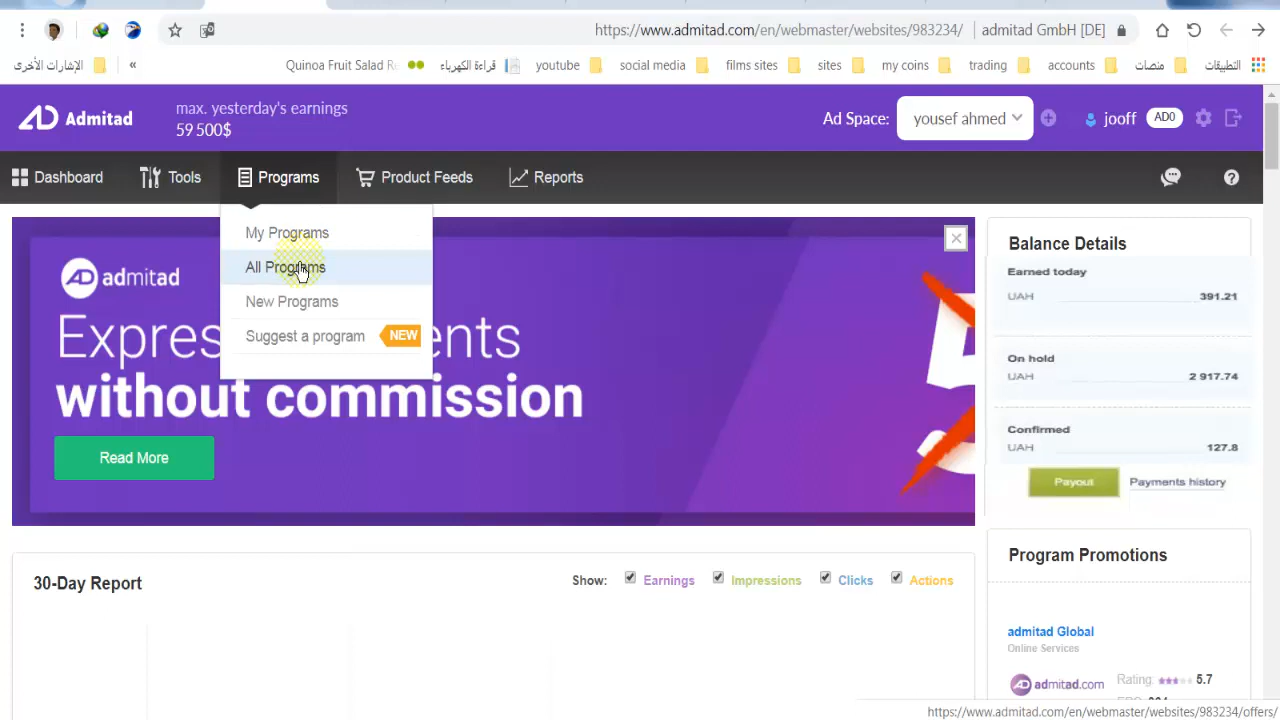 https://www.admitad.com/en/webmaster/websites/983234/ admitad GmbH [DE]
الإشارات الأخرى » Quinoa Fruit Salad Re قراءة الكهرباء youtube social media films sites sites my coins trading accounts منصات التطبيقات
Admitad
max. yesterday's earnings
59 500$
Ad Space: yousef ahmed jooff AD0
Dashboard Tools Programs Product Feeds Reports
My Programs
All Programs
New Programs
Suggest a program NEW
admitad
Expres ents
without commission
Read More
Balance Details
Earned today
UAH 391.21
On hold
UAH 2 917.74
Confirmed
UAH 127.8
Payout Payments history
30-Day Report
Show: Earnings Impressions Clicks Actions
Program Promotions
admitad Global
Online Services
admitad.com Rating: 5.7
https://www.admitad.com/en/webmaster/websites/983234/offers/